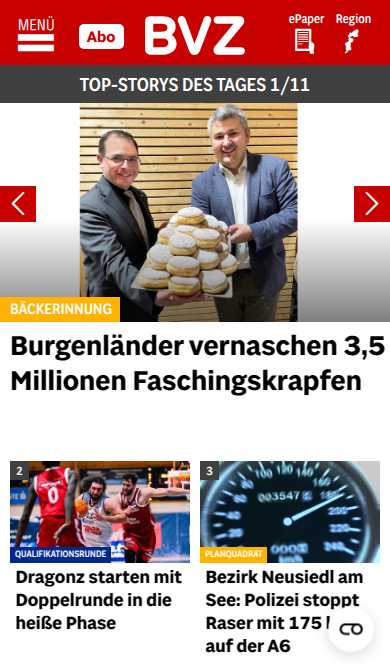 MENÜ
Abo
BVZ
ePaper
Region
TOP-STORYS DES TAGES 1/11
BÄCKERINNUNG
Burgenländer vernaschen 3,5
Millionen Faschingskrapfen
2
0
QUALIFIKATIONSRUNDE
Dragonz starten mit
Doppelrunde in die
heiße Phase
3
PLANQUADRAT
Bezirk Neusiedl am
See: Polizei stoppt
Raser mit 175
auf der A6